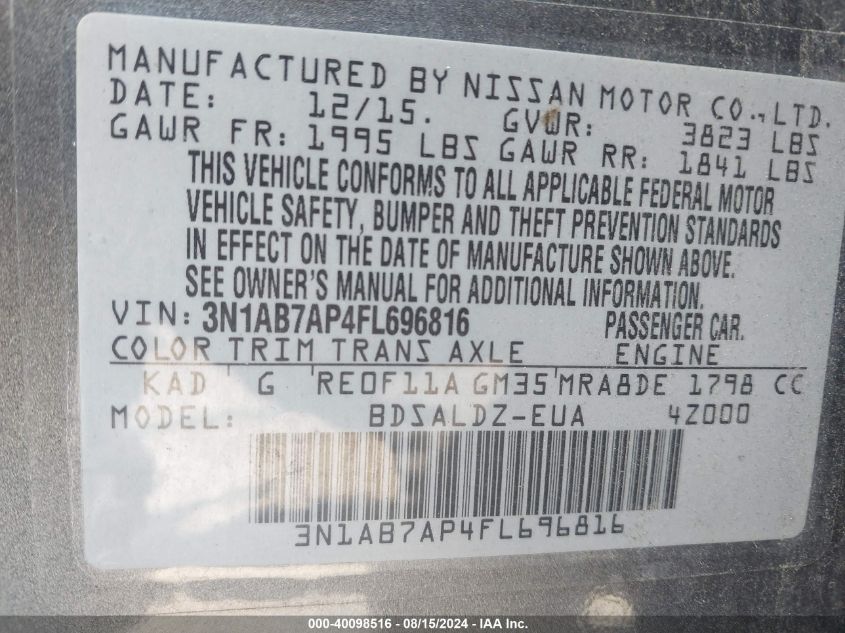 MANUFACTURED BY NISSAN MOTOR CO.,LTD.
DATE: 12/15. GVWR: 3823 LBS
GAWR FR: 1995 LBS GAWR RR: 1841 LBS
THIS VEHICLE CONFORMS TO ALL APPLICABLE FEDERAL MOTOR
VEHICLE SAFETY, BUMPER AND THEFT PREVENTION STANDARDS
IN EFFECT ON THE DATE OF MANUFACTURE SHOWN ABOVE.
SEE OWNER'S MANUAL FOR ADDITIONAL INFORMATION.
VIN: 3N1AB7AP4FL696816 PASSENGER CAR.
COLOR TRIM TRANS AXLE ENGINE
KAD G RE0F11A GM35 MRA8DE 1798 CC
MODEL: BDSALDZ-EUA 4Z000
3N1AB7AP4FL696816
000-40098516 - 08/15/2024 - IAA Inc.